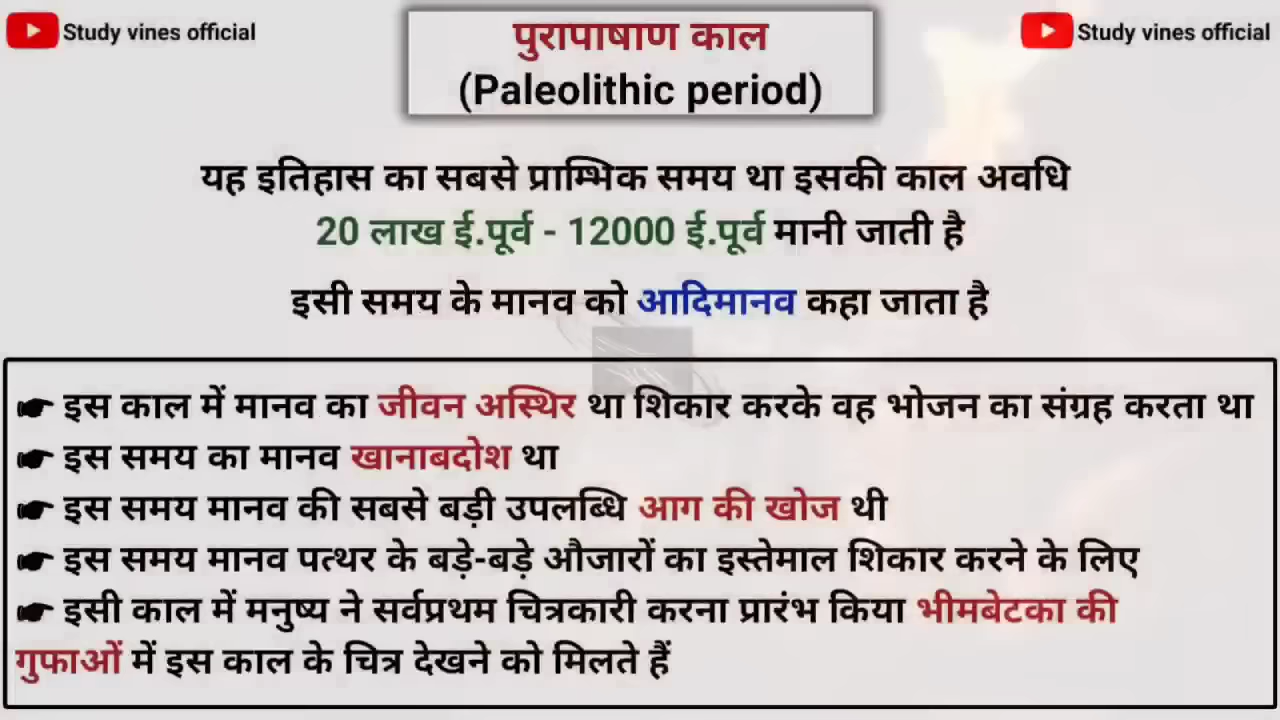 Study vines official
Study vines official
पुरापाषाण काल
(Paleolithic period)
यह इतिहास का सबसे प्राम्भिक समय था इसकी काल अवधि
20 लाख ई.पूर्व - 12000 ई.पूर्व मानी जाती है
इसी समय के मानव को आदिमानव कहा जाता है
☛ इस काल में मानव का जीवन अस्थिर था शिकार करके वह भोजन का संग्रह करता था
☛ इस समय का मानव खानाबदोश था
☛ इस समय मानव की सबसे बड़ी उपलब्धि आग की खोज थी
☛ इस समय मानव पत्थर के बड़े-बड़े औजारों का इस्तेमाल शिकार करने के लिए
☛ इसी काल में मनुष्य ने सर्वप्रथम चित्रकारी करना प्रारंभ किया भीमबेटका की
गुफाओं में इस काल के चित्र देखने को मिलते हैं